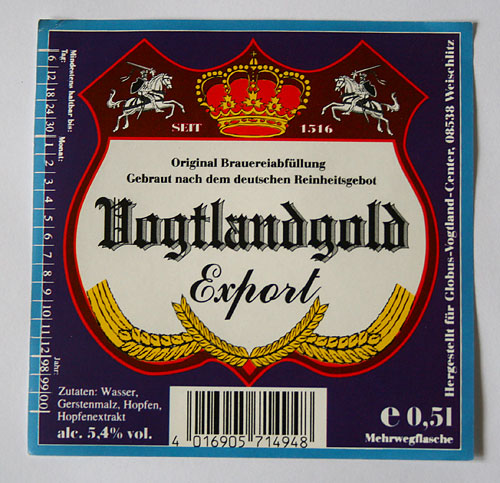 SEIT 1516
Original Brauereiabfüllung
Gebraut nach dem deutschen Reinheitsgebot
Vogtlandgold
Export
Mindestens haltbar bis:
Tag:
6 12 18 24 30
Monat:
1 2 3 4 5 6 7 8 9 10 11 12
Jahr:
98 99 00
Hergestellt für Globus-Vogtland-Center, 08538 Weischlitz
Zutaten: Wasser,
Gerstenmalz, Hopfen,
Hopfenextrakt
alc. 5,4% vol.
4 016905 714948
e 0,5l
Mehrwegflasche